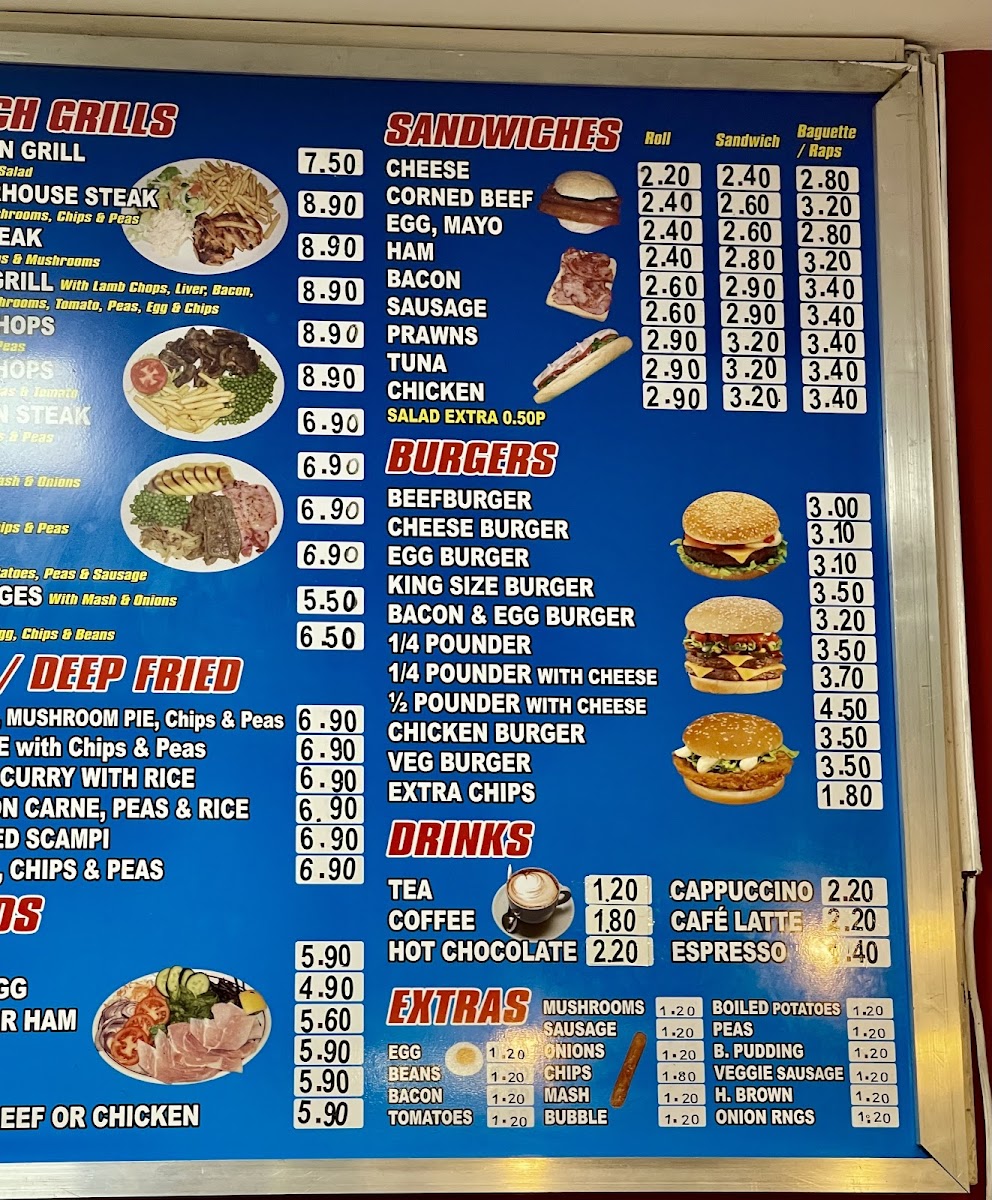 CH GRILLS
N GRILL 7.50
Salad
RHOUSE STEAK 8.90
shrooms, Chips & Peas
EAK 8.90
s & Mushrooms
GRILL With Lamb Chops, Liver, Bacon, 8.90
hrooms, Tomato, Peas, Egg & Chips
HOPS 8.90
Peas
HOPS 8.90
as & Tomato
N STEAK 6.90
s & Peas
6.90
ash & Onions
6.90
ips & Peas
6.90
tatoes, Peas & Sausage
GES With Mash & Onions 5.50
gg, Chips & Beans 6.50
/ DEEP FRIED
, MUSHROOM PIE, Chips & Peas 6.90
E with Chips & Peas 6.90
CURRY WITH RICE 6.90
ON CARNE, PEAS & RICE 6.90
ED SCAMPI 6.90
, CHIPS & PEAS 6.90
DS
5.90
GG 4.90
R HAM 5.60
5.90
5.90
EEF OR CHICKEN 5.90
SANDWICHES Roll Sandwich Baguette / Raps
CHEESE 2.20 2.40 2.80
CORNED BEEF 2.40 2.60 3.20
EGG, MAYO 2.40 2.60 2.80
HAM 2.40 2.80 3.20
BACON 2.60 2.90 3.40
SAUSAGE 2.60 2.90 3.40
PRAWNS 2.90 3.20 3.40
TUNA 2.90 3.20 3.40
CHICKEN 2.90 3.20 3.40
SALAD EXTRA 0.50P
BURGERS
BEEFBURGER 3.00
CHEESE BURGER 3.10
EGG BURGER 3.10
KING SIZE BURGER 3.50
BACON & EGG BURGER 3.20
1/4 POUNDER 3.50
1/4 POUNDER WITH CHEESE 3.70
½ POUNDER WITH CHEESE 4.50
CHICKEN BURGER 3.50
VEG BURGER 3.50
EXTRA CHIPS 1.80
DRINKS
TEA 1.20 CAPPUCCINO 2.20
COFFEE 1.80 CAFÉ LATTE 2.20
HOT CHOCOLATE 2.20 ESPRESSO 1.40
EXTRAS
EGG 1.20
BEANS 1.20
BACON 1.20
TOMATOES 1.20
MUSHROOMS 1.20
SAUSAGE 1.20
ONIONS 1.20
CHIPS 1.80
MASH 1.20
BUBBLE 1.20
BOILED POTATOES 1.20
PEAS 1.20
B. PUDDING 1.20
VEGGIE SAUSAGE 1.20
H. BROWN 1.20
ONION RNGS 1.20